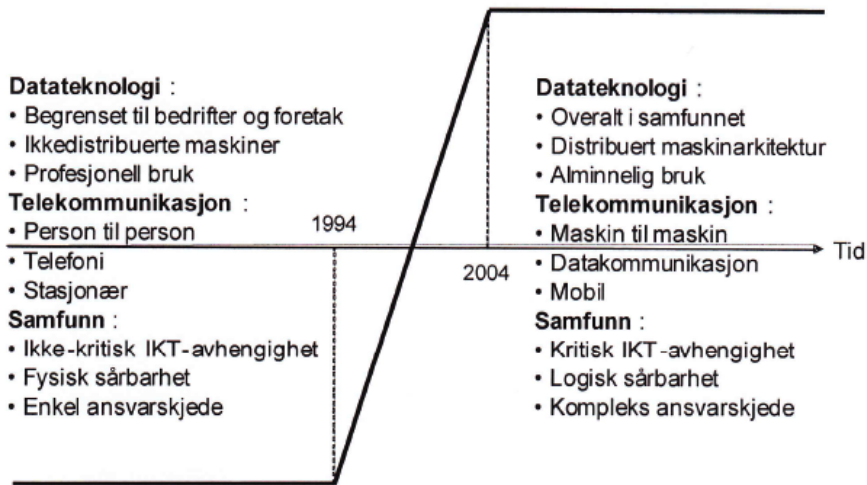 Datateknologi :
• Begrenset til bedrifter og foretak
• Ikkedistribuerte maskiner
• Profesjonell bruk
Telekommunikasjon :
• Person til person
• Telefoni
• Stasjonær
Samfunn :
• Ikke-kritisk IKT-avhengighet
• Fysisk sårbarhet
• Enkel ansvarskjede
1994
2004
Datateknologi :
• Overalt i samfunnet
• Distribuert maskinarkitektur
• Alminnelig bruk
Telekommunikasjon :
• Maskin til maskin
• Datakommunikasjon
• Mobil
Samfunn :
• Kritisk IKT-avhengighet
• Logisk sårbarhet
• Kompleks ansvarskjede
Tid